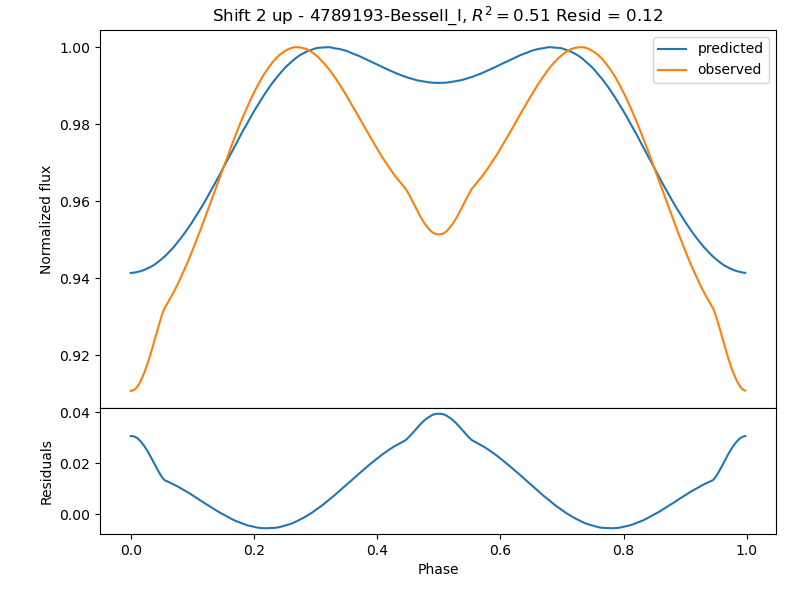 Shift 2 up - 4789193-Bessell_I, $R^2 = 0.51$ Resid = 0.12
predicted
observed
Normalized flux
1.00
0.98
0.96
0.94
0.92
Residuals
0.04
0.02
0.00
0.0 0.2 0.4 0.6 0.8 1.0
Phase